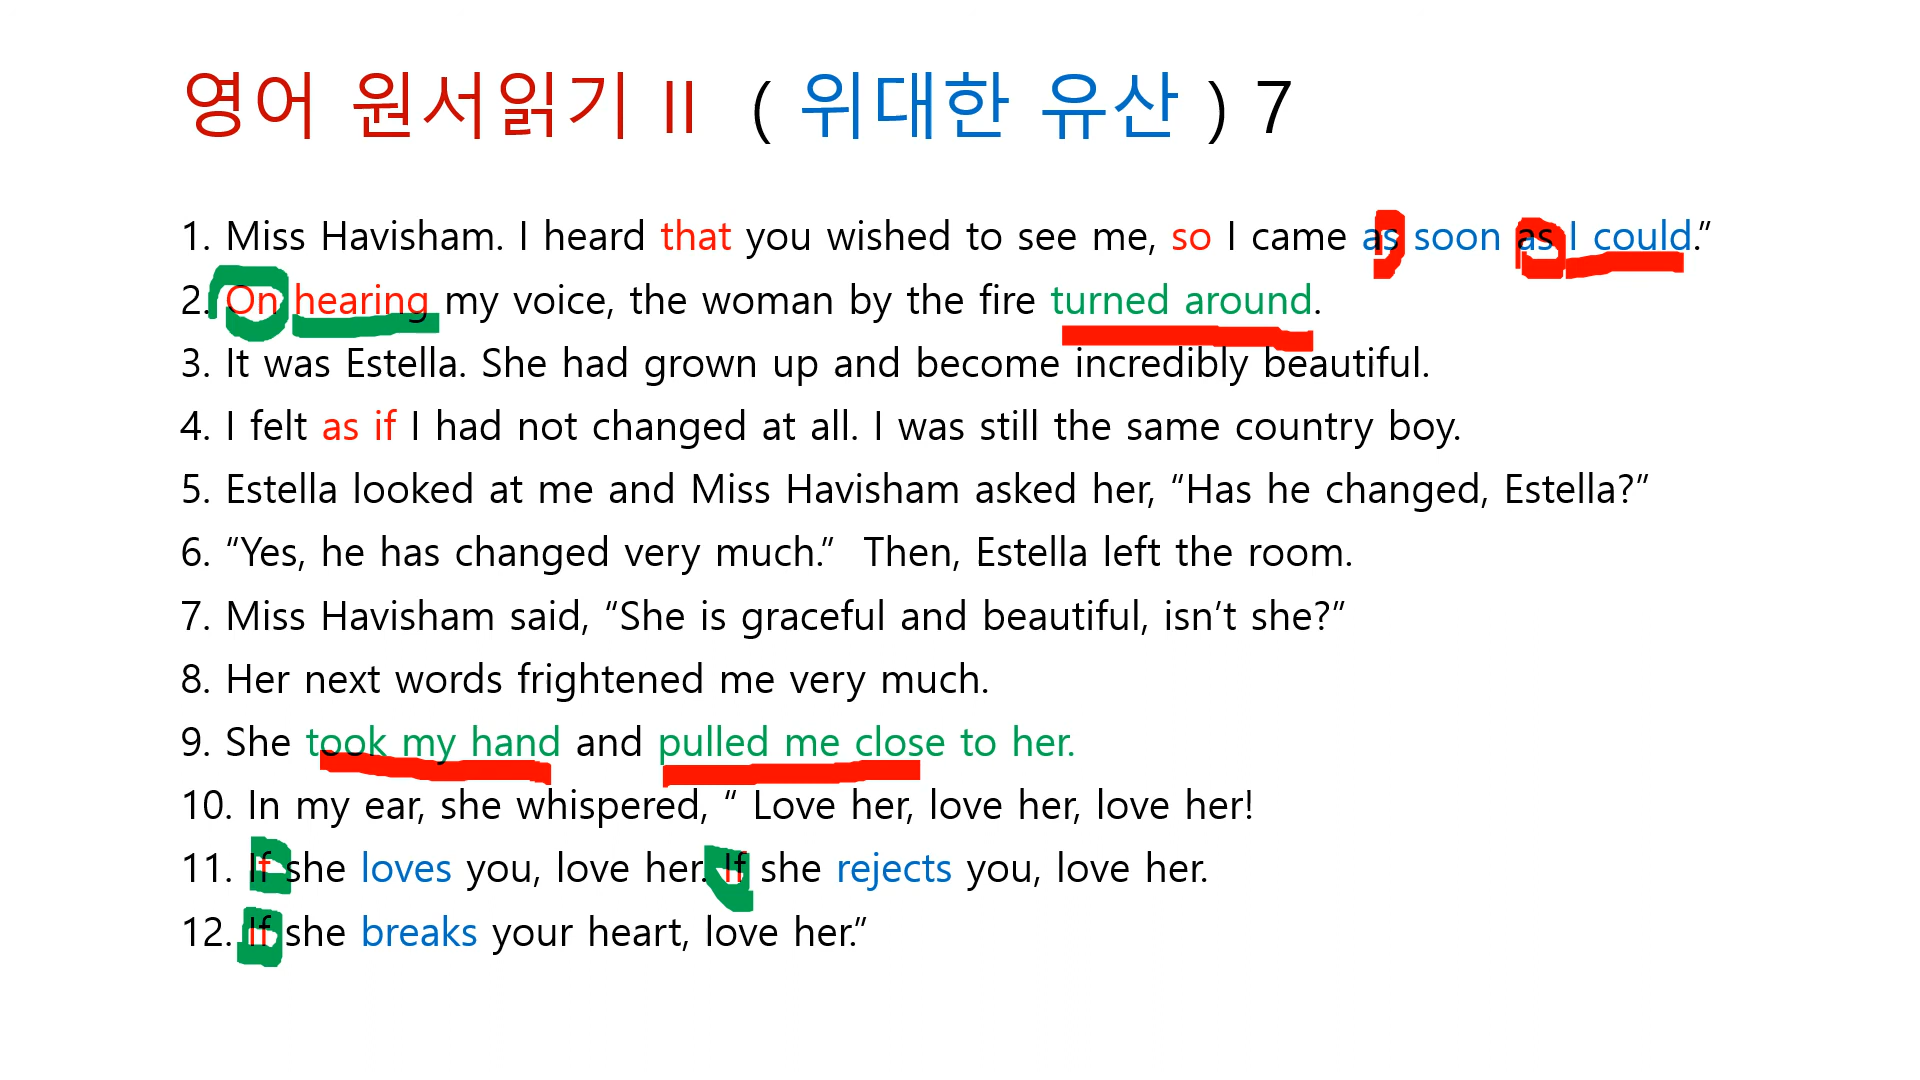 영어 원서읽기 II ( 위대한 유산 ) 7
1. Miss Havisham. I heard that you wished to see me, so I came as soon as I could.”
2. On hearing my voice, the woman by the fire turned around.
3. It was Estella. She had grown up and become incredibly beautiful.
4. I felt as if I had not changed at all. I was still the same country boy.
5. Estella looked at me and Miss Havisham asked her, “Has he changed, Estella?”
6. “Yes, he has changed very much.” Then, Estella left the room.
7. Miss Havisham said, “She is graceful and beautiful, isn’t she?”
8. Her next words frightened me very much.
9. She took my hand and pulled me close to her.
10. In my ear, she whispered, “ Love her, love her, love her!
11. If she loves you, love her. If she rejects you, love her.
12. If she breaks your heart, love her.”